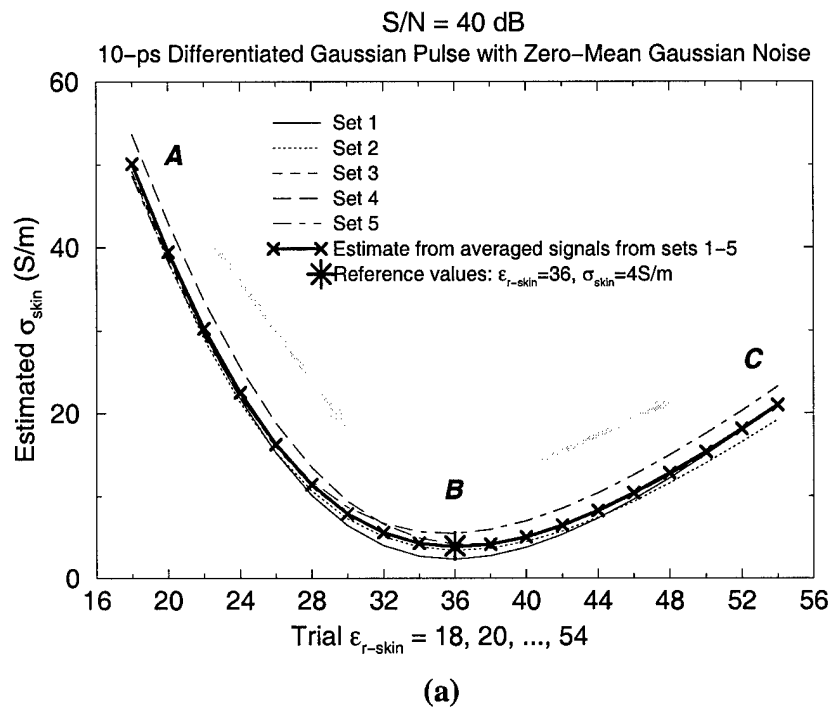 S/N = 40 dB
10−ps Differentiated Gaussian Pulse with Zero−Mean Gaussian Noise
60
40
20
0
Estimated σskin (S/m)
A
B
C
Set 1
Set 2
Set 3
Set 4
Set 5
Estimate from averaged signals from sets 1−5
Reference values: εr−skin=36, σskin=4S/m
16 20 24 28 32 36 40 44 48 52 56
Trial εr−skin = 18, 20, ..., 54
(a)